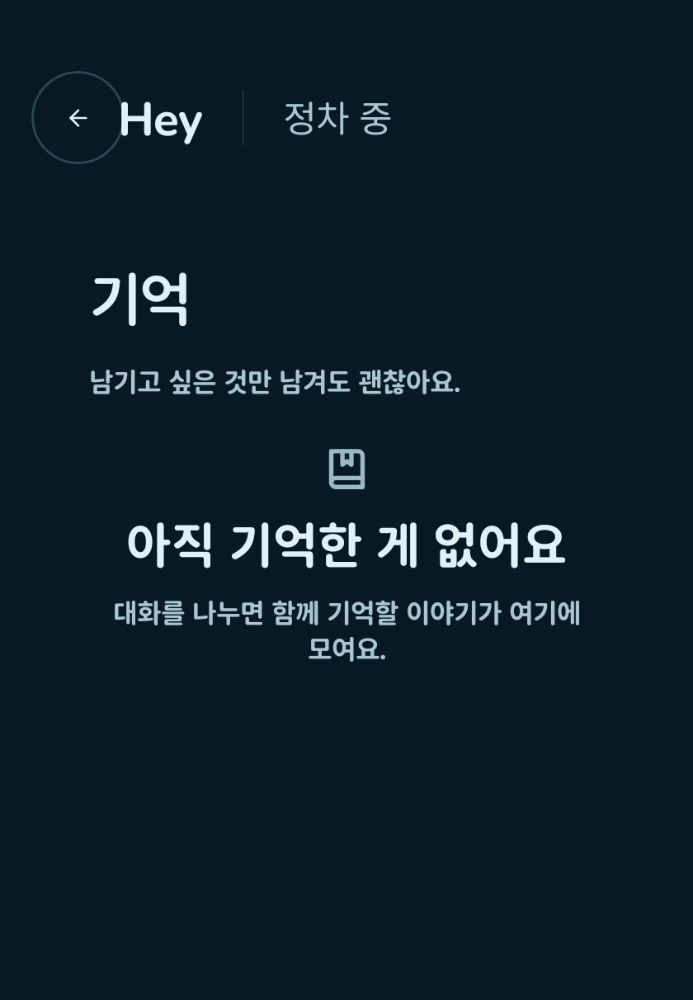 Hey 정차 중
기억
남기고 싶은 것만 남겨도 괜찮아요.
아직 기억한 게 없어요
대화를 나누면 함께 기억할 이야기가 여기에
모여요.